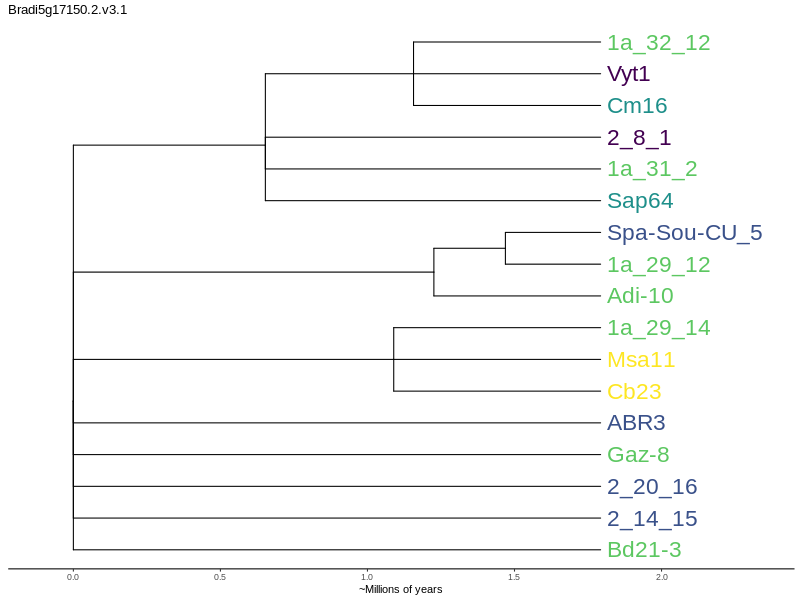 Bradi5g17150.2.v3.1
1a_32_12
Vyt1
Cm16
2_8_1
1a_31_2
Sap64
Spa-Sou-CU_5
1a_29_12
Adi-10
1a_29_14
Msa11
Cb23
ABR3
Gaz-8
2_20_16
2_14_15
Bd21-3
0.0 0.5 1.0 1.5 2.0
~Millions of years